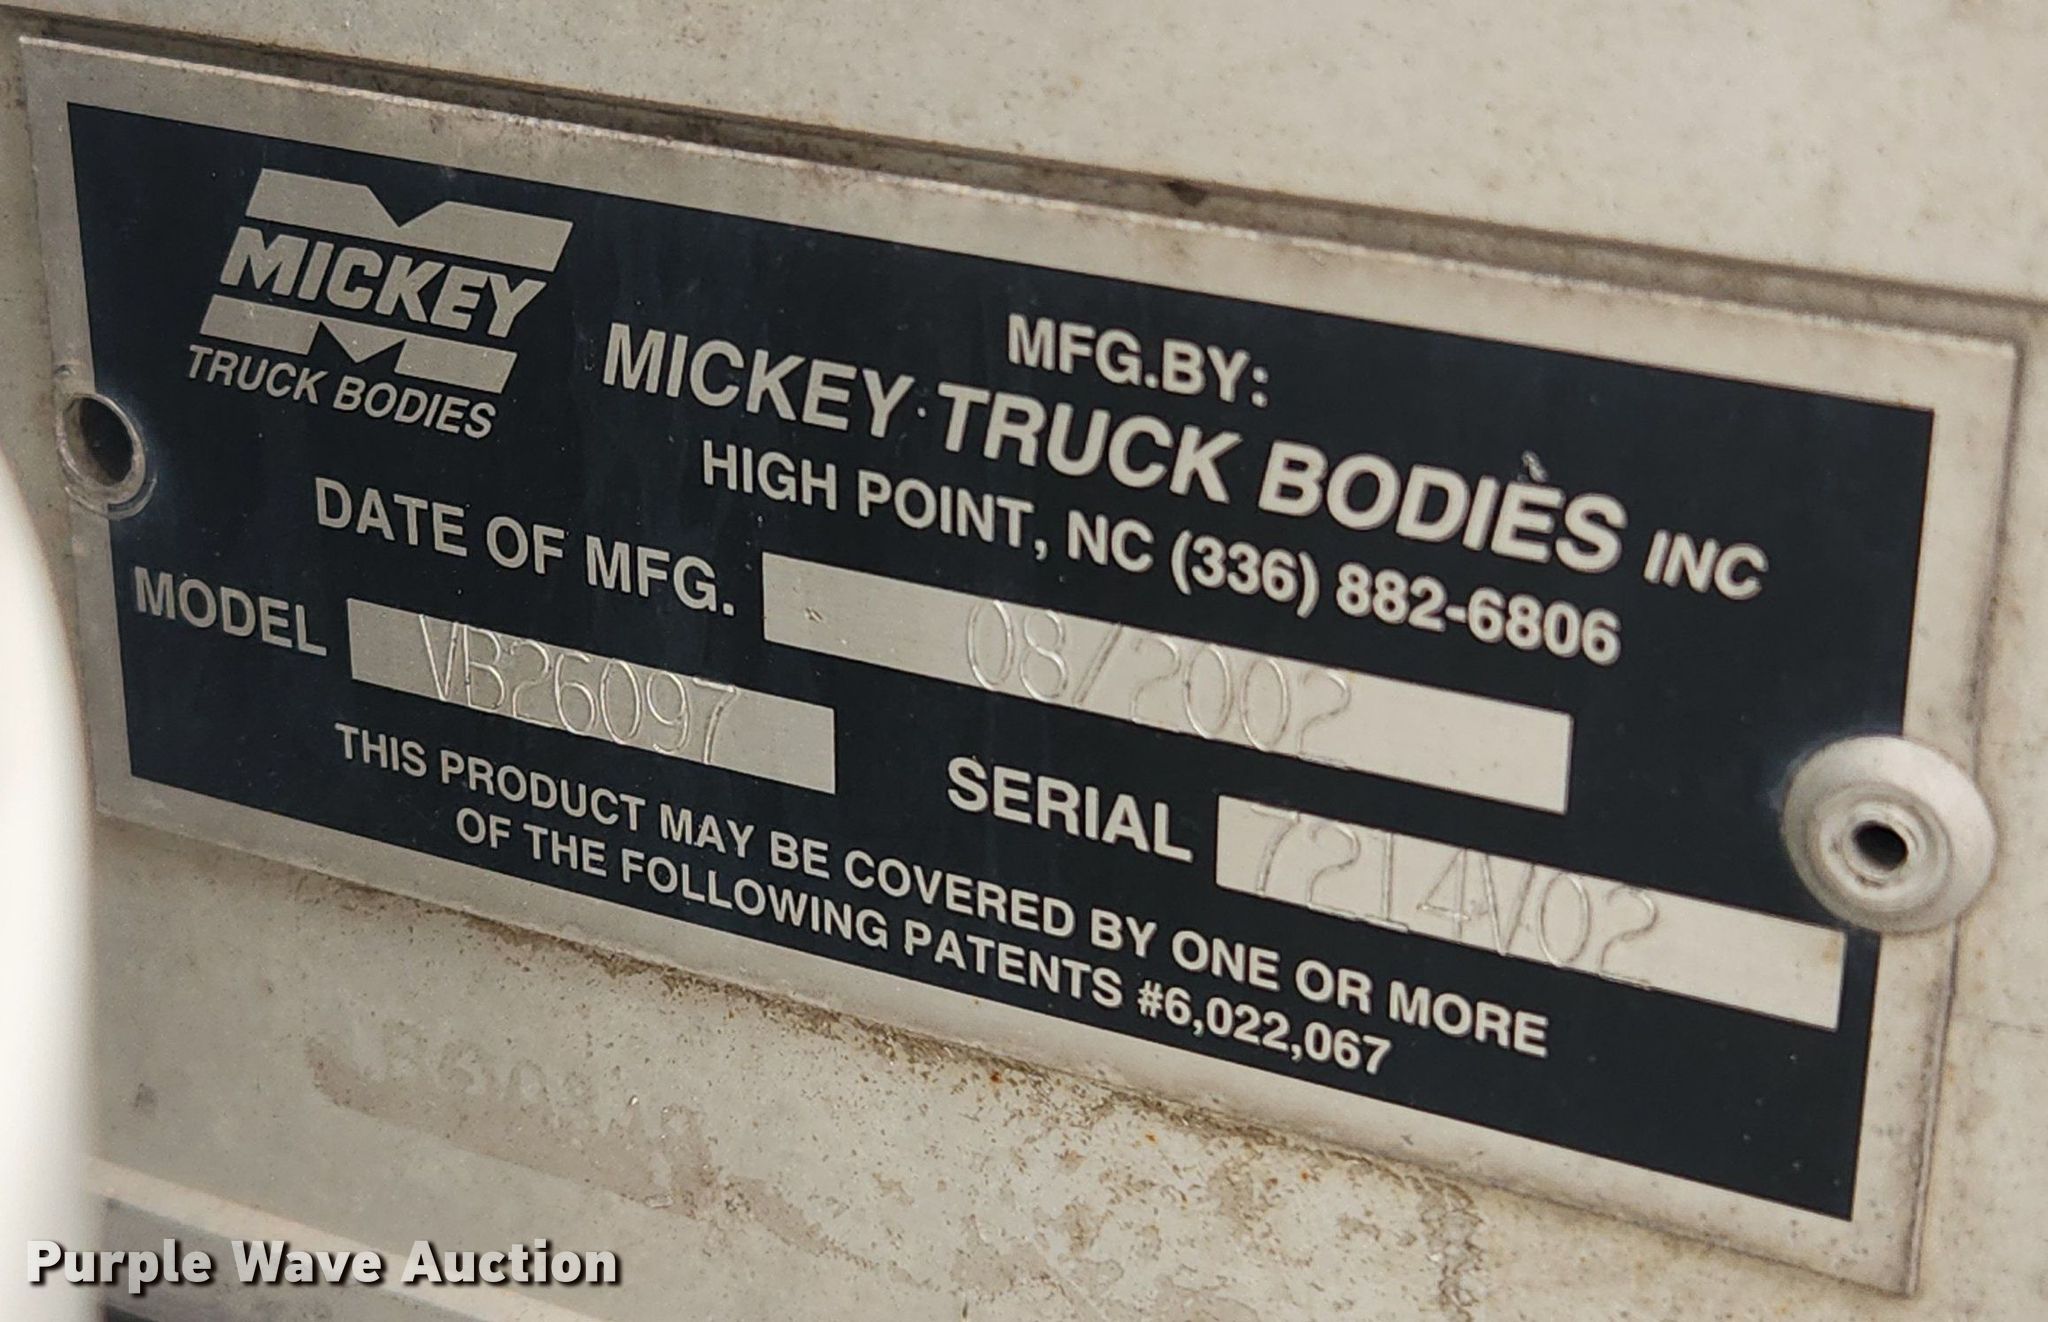 MICKEY
TRUCK BODIES
MFG.BY:
MICKEY TRUCK BODIES INC
HIGH POINT, NC (336) 882-6806
DATE OF MFG. 08/2002
MODEL VB26097
SERIAL 7214V02
THIS PRODUCT MAY BE COVERED BY ONE OR MORE
OF THE FOLLOWING PATENTS #6,022,067
Purple Wave Auction